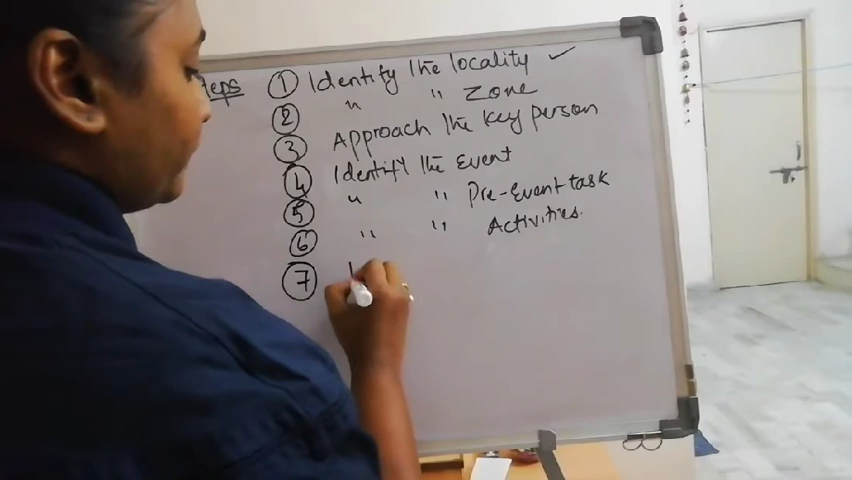 teps ① Identify the locality ✓
② " " Zone
③ Approach the key person
④ Identify the Event
⑤ " " Pre-Event task
⑥ " " Activities.
⑦